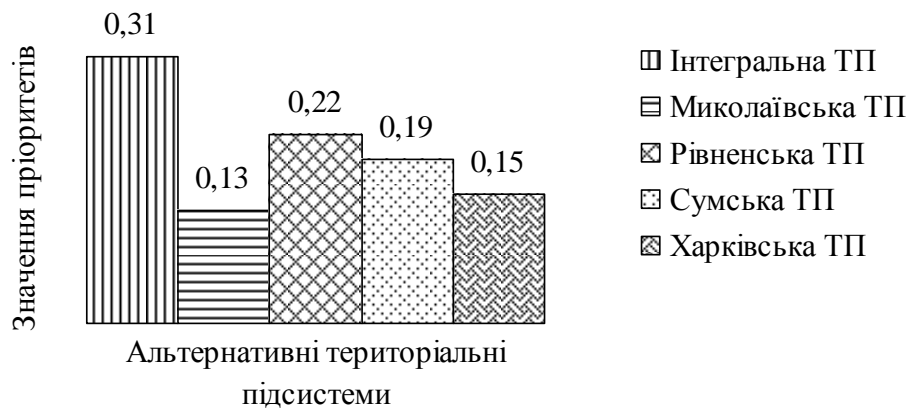 Значення пріоритетів
0,31
0,13
0,22
0,19
0,15
Альтернативні територіальні
підсистеми
Інтегральна ТП
Миколаївська ТП
Рівненська ТП
Сумська ТП
Харківська ТП